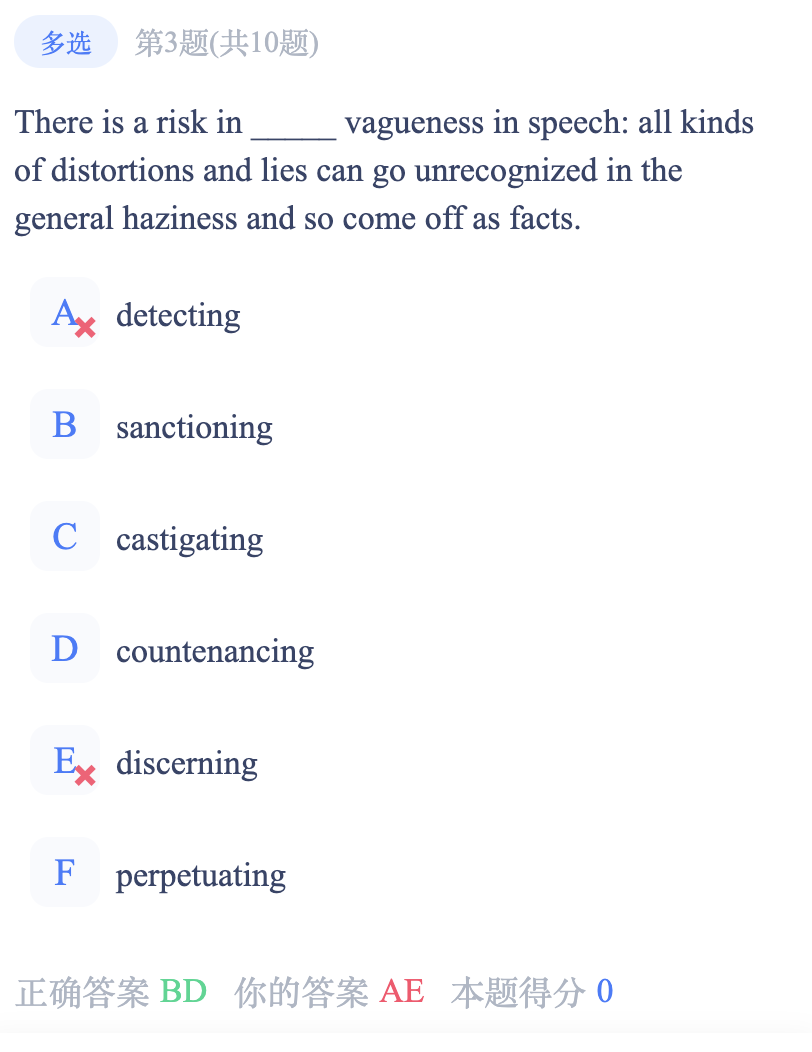 多选 第3题(共10题)
There is a risk in _____ vagueness in speech: all kinds
of distortions and lies can go unrecognized in the
general haziness and so come off as facts.
A detecting
B sanctioning
C castigating
D countenancing
E discerning
F perpetuating
正确答案 BD 你的答案 AE 本题得分 0